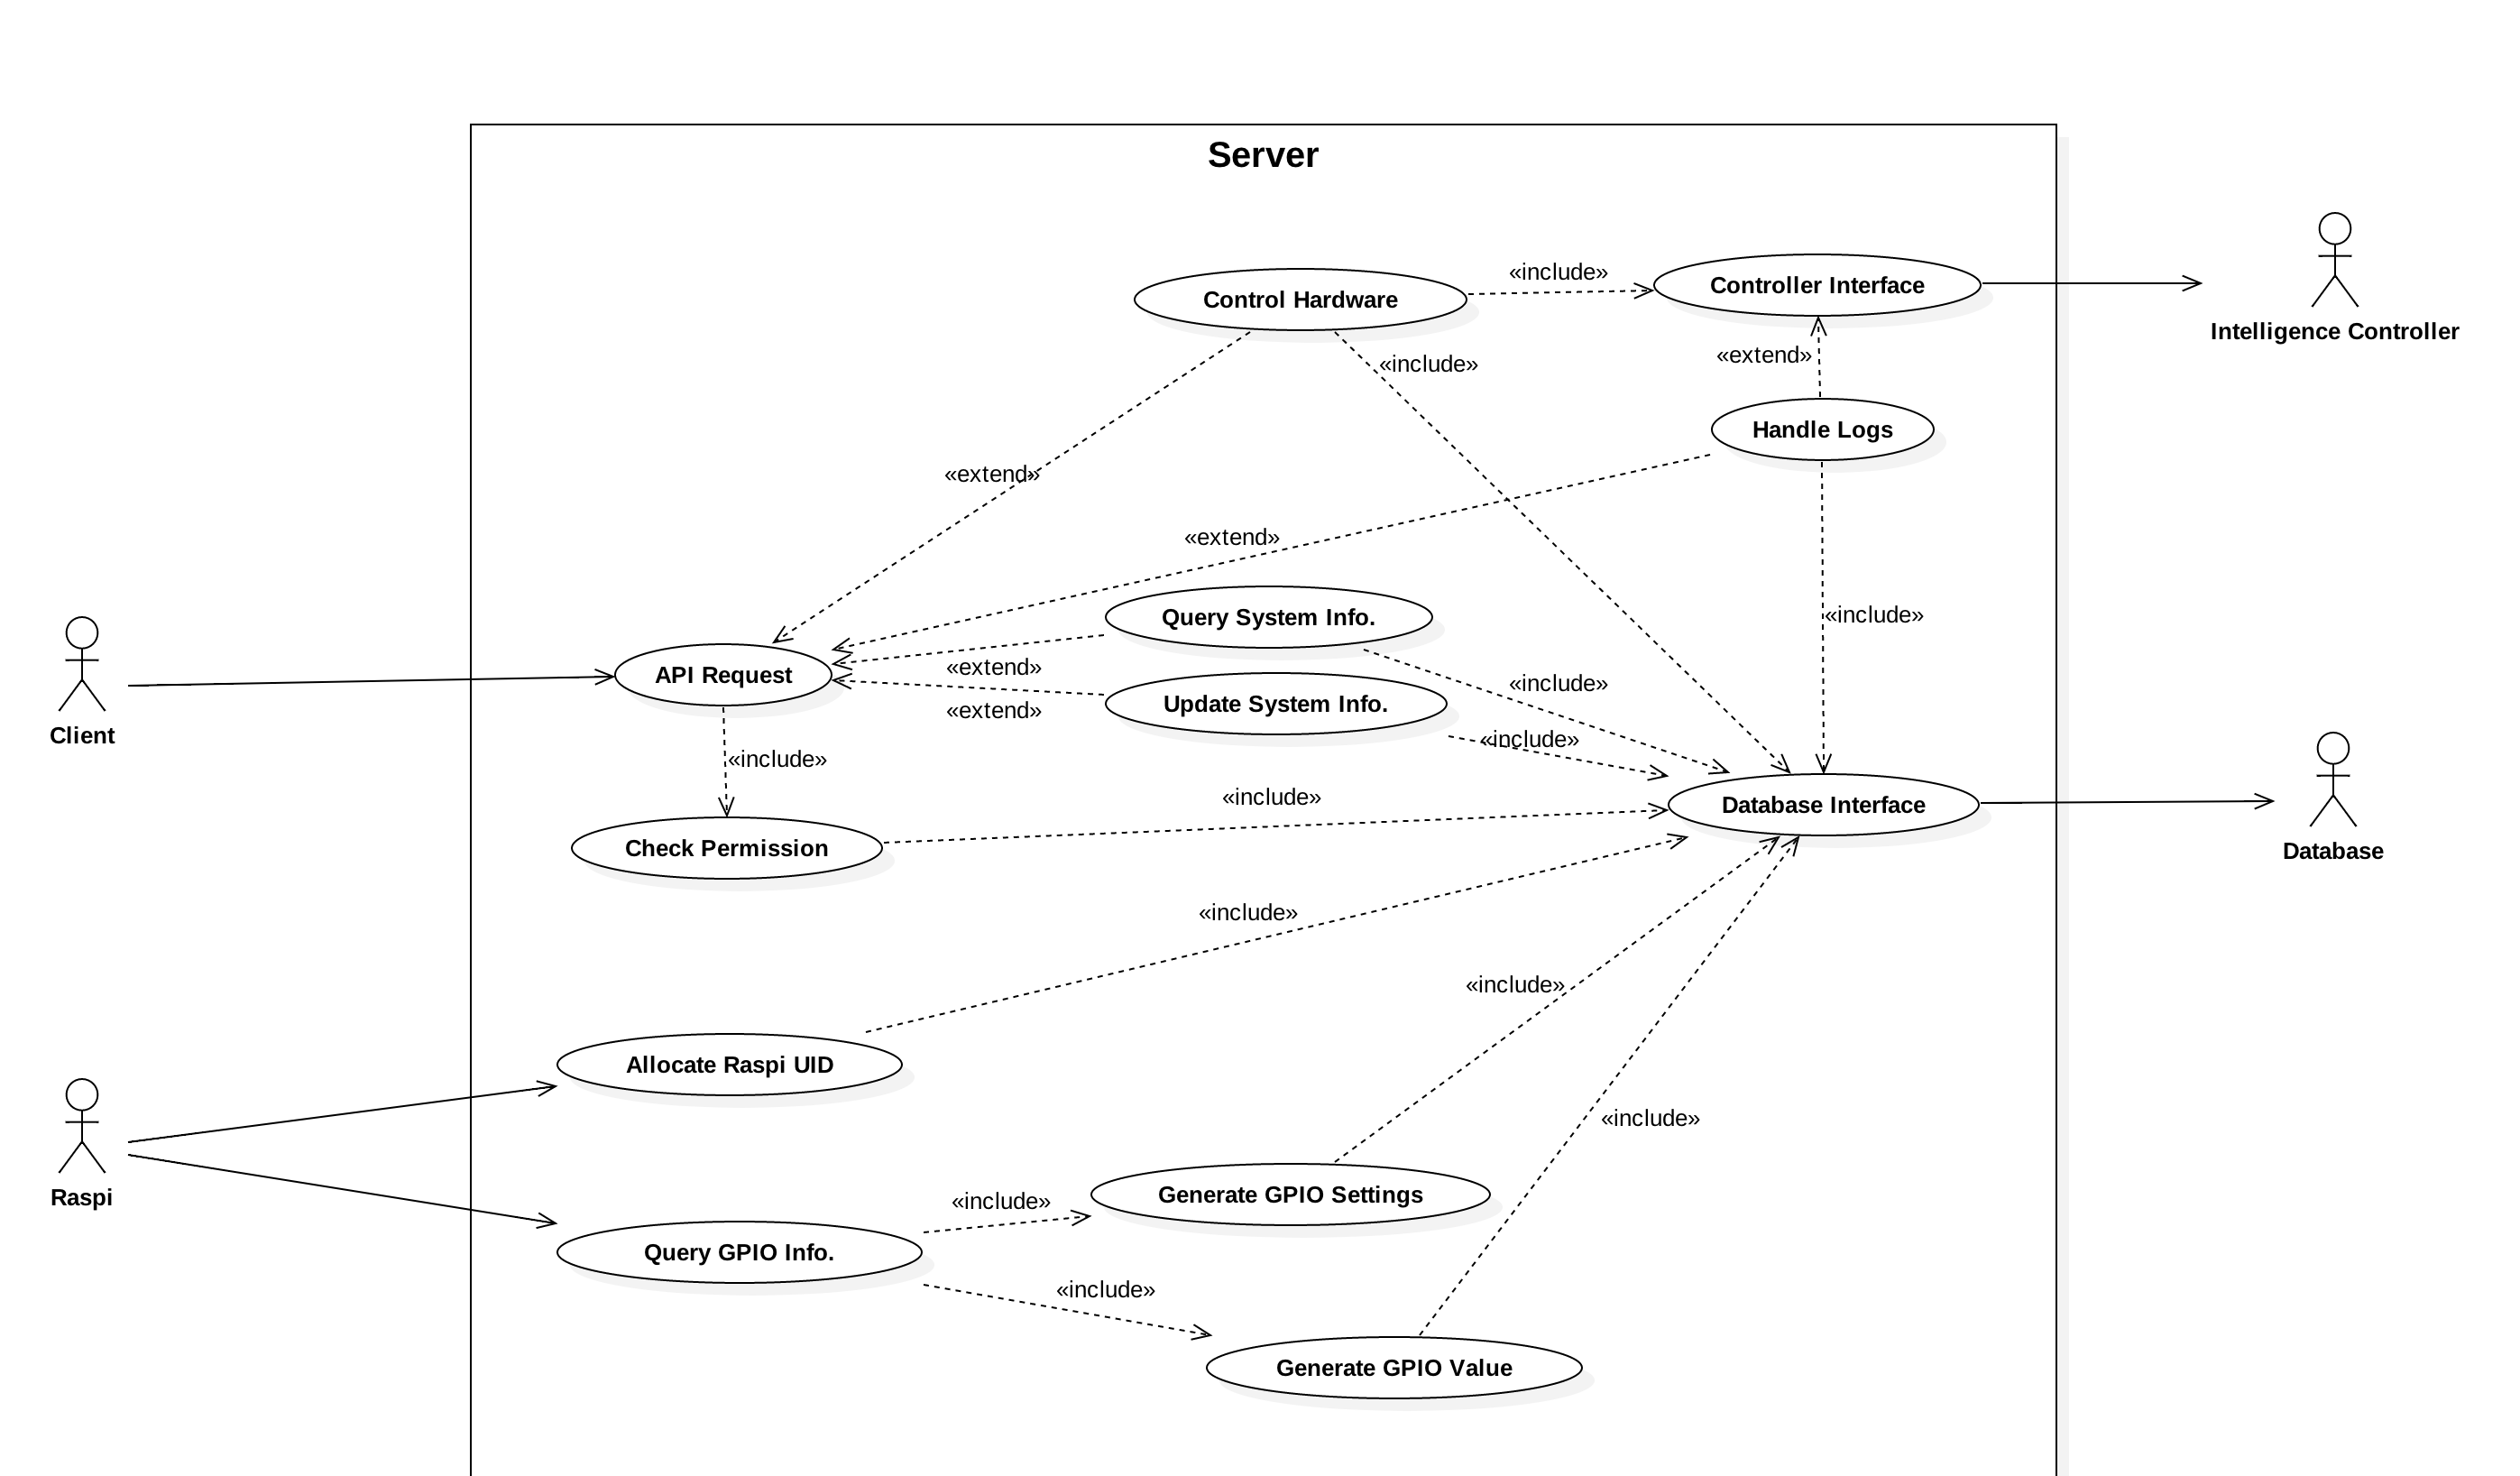 Server
Control Hardware
«include»
Controller Interface
Intelligence Controller
«extend»
«include»
Handle Logs
«extend»
«extend»
Query System Info.
«include»
API Request
«extend»
«include»
Update System Info.
«extend»
Client
«include»
«include»
«include»
Database Interface
Check Permission
Database
«include»
«include»
Allocate Raspi UID
«include»
Raspi
Generate GPIO Settings
«include»
Query GPIO Info.
«include»
Generate GPIO Value